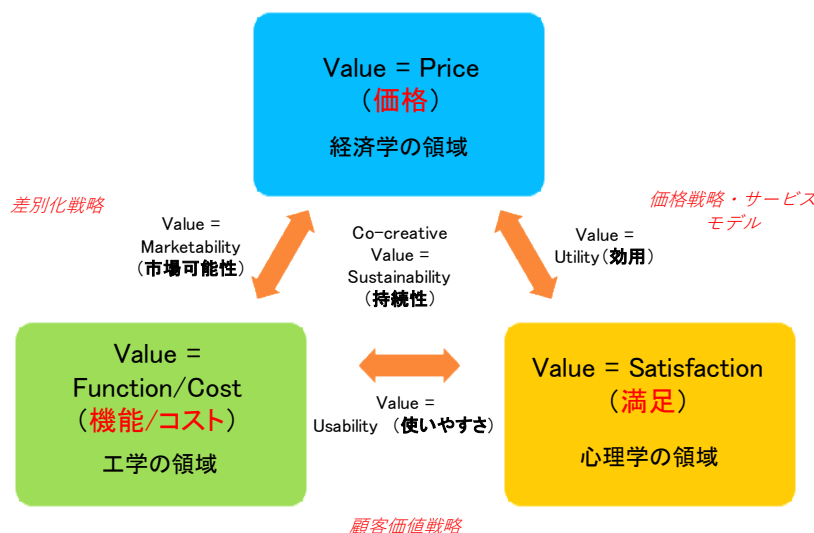 Value = Price
（価格）
経済学の領域
差別化戦略
価格戦略・サービス
モデル
Value =
Marketability
（市場可能性）
Co-creative
Value =
Sustainability
（持続性）
Value =
Utility（効用）
Value =
Function/Cost
（機能/コスト）
工学の領域
Value =
Usability （使いやすさ）
Value = Satisfaction
（満足）
心理学の領域
顧客価値戦略